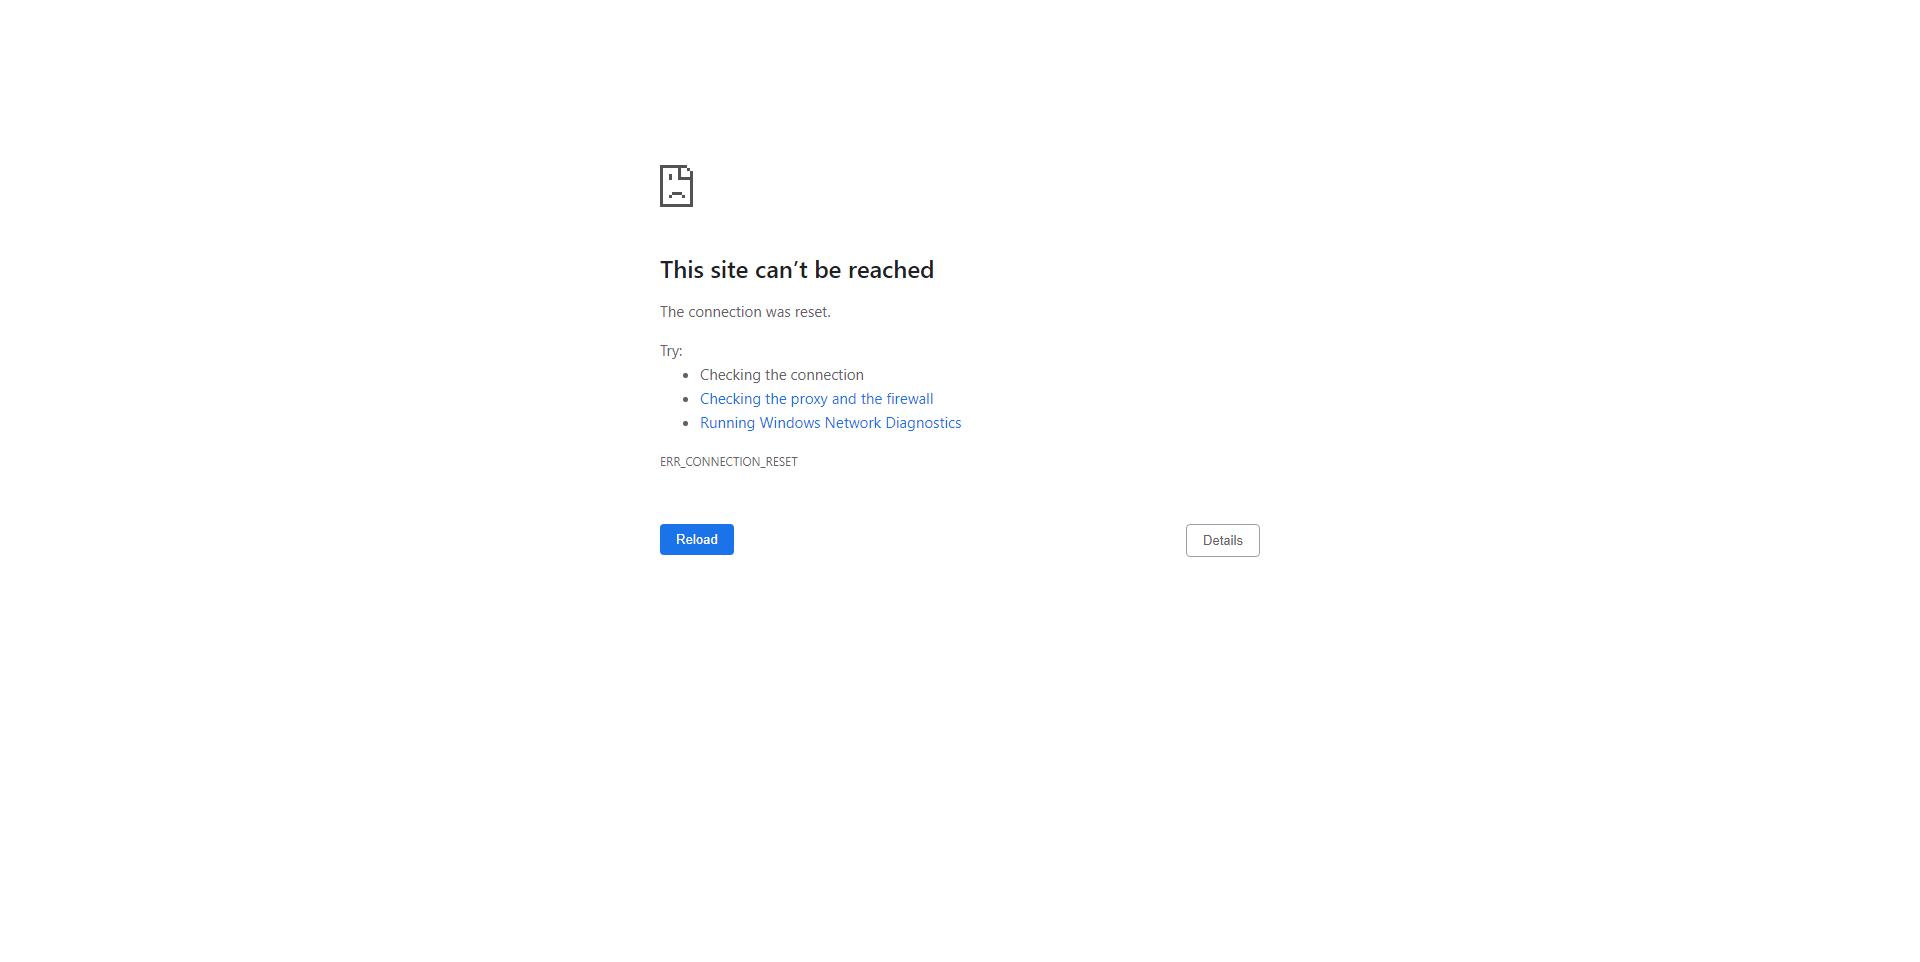 This site can’t be reached
The connection was reset.
Try:
• Checking the connection
• Checking the proxy and the firewall
• Running Windows Network Diagnostics
ERR_CONNECTION_RESET
Reload
Details